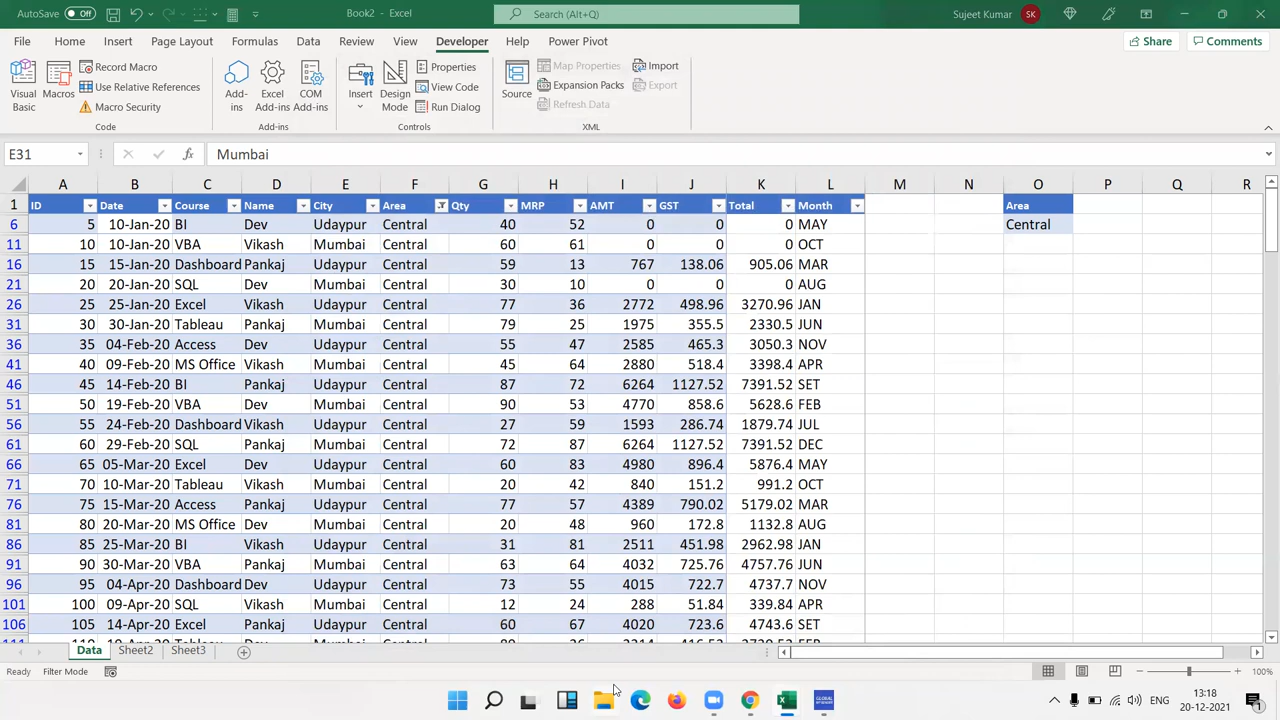 AutoSave Off Book2 - Excel Search (Alt+Q) Sujeet Kumar SK
File Home Insert Page Layout Formulas Data Review View Developer Help Power Pivot Share Comments
Visual Basic Macros Record Macro Use Relative References Macro Security Add-ins Excel Add-ins COM Add-ins Insert Design Mode Properties View Code Run Dialog Source Map Properties Expansion Packs Refresh Data Import Export
Code Add-ins Controls XML
E31 fx Mumbai
A B C D E F G H I J K L M N O P Q R
1 ID Date Course Name City Area Qty MRP AMT GST Total Month Area
6 5 10-Jan-20 BI Dev Udaypur Central 40 52 0 0 0 MAY Central
11 10 10-Jan-20 VBA Vikash Mumbai Central 60 61 0 0 0 OCT
16 15 15-Jan-20 Dashboard Pankaj Udaypur Central 59 13 767 138.06 905.06 MAR
21 20 20-Jan-20 SQL Dev Mumbai Central 30 10 0 0 0 AUG
26 25 25-Jan-20 Excel Vikash Udaypur Central 77 36 2772 498.96 3270.96 JAN
31 30 30-Jan-20 Tableau Pankaj Mumbai Central 79 25 1975 355.5 2330.5 JUN
36 35 04-Feb-20 Access Dev Udaypur Central 55 47 2585 465.3 3050.3 NOV
41 40 09-Feb-20 MS Office Vikash Mumbai Central 45 64 2880 518.4 3398.4 APR
46 45 14-Feb-20 BI Pankaj Udaypur Central 87 72 6264 1127.52 7391.52 SET
51 50 19-Feb-20 VBA Dev Mumbai Central 90 53 4770 858.6 5628.6 FEB
56 55 24-Feb-20 Dashboard Vikash Udaypur Central 27 59 1593 286.74 1879.74 JUL
61 60 29-Feb-20 SQL Pankaj Mumbai Central 72 87 6264 1127.52 7391.52 DEC
66 65 05-Mar-20 Excel Dev Udaypur Central 60 83 4980 896.4 5876.4 MAY
71 70 10-Mar-20 Tableau Vikash Mumbai Central 20 42 840 151.2 991.2 OCT
76 75 15-Mar-20 Access Pankaj Udaypur Central 77 57 4389 790.02 5179.02 MAR
81 80 20-Mar-20 MS Office Dev Mumbai Central 20 48 960 172.8 1132.8 AUG
86 85 25-Mar-20 BI Vikash Udaypur Central 31 81 2511 451.98 2962.98 JAN
91 90 30-Mar-20 VBA Pankaj Mumbai Central 63 64 4032 725.76 4757.76 JUN
96 95 04-Apr-20 Dashboard Dev Udaypur Central 73 55 4015 722.7 4737.7 NOV
101 100 09-Apr-20 SQL Vikash Mumbai Central 12 24 288 51.84 339.84 APR
106 105 14-Apr-20 Excel Pankaj Udaypur Central 60 67 4020 723.6 4743.6 SET
Data Sheet2 Sheet3
Ready Filter Mode 100%
ENG 13:18
20-12-2021